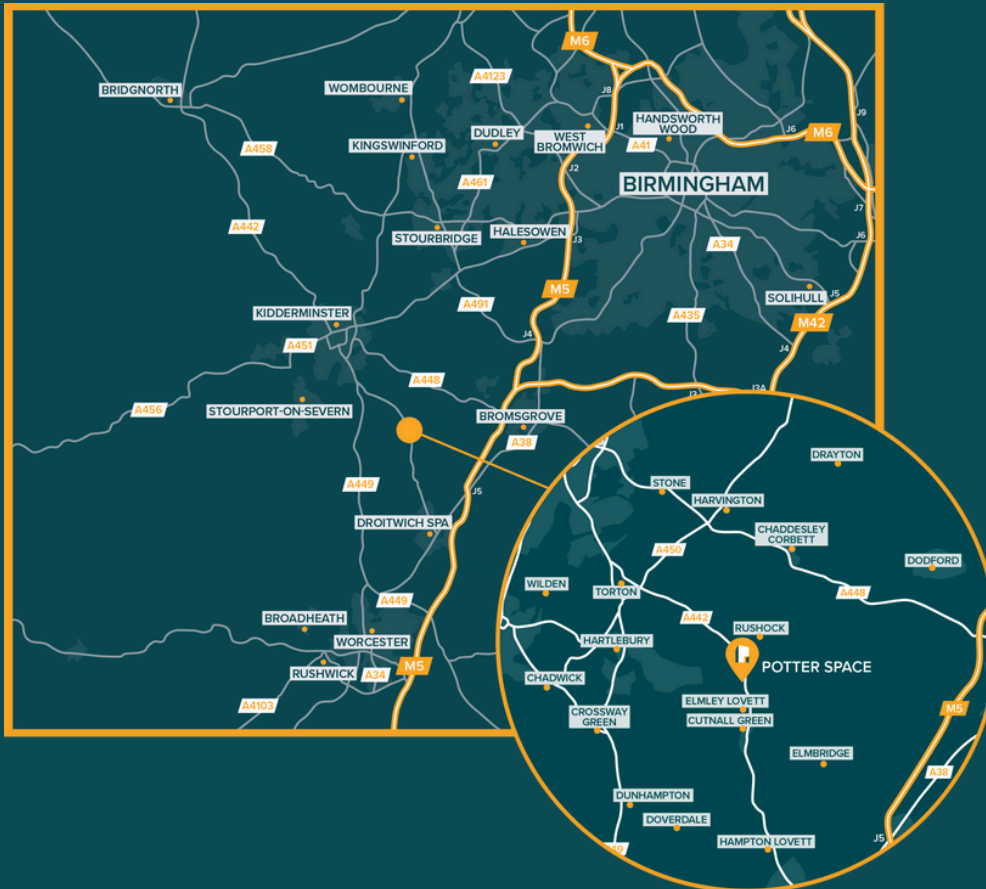 M6
A4123
BRIDGNORTH
WOMBOURNE
J8
J9
HANDSWORTH
WOOD
J1
DUDLEY
WEST
BROMWICH
J6
M6
A458
KINGSWINFORD
A41
J2
A461
BIRMINGHAM
J7
A442
STOURBRIDGE
HALESOWEN
J3
A34
J6
M5
SOLIHULL
J5
A491
KIDDERMINSTER
A435
M42
J4
A451
J4
A448
J3A
A456
STOURPORT-ON-SEVERN
BROMSGROVE
A38
A449
J5
DROITWICH SPA
A449
BROADHEATH
WORCESTER
RUSHWICK
A34
M5
A4103
DRAYTON
STONE
HARVINGTON
CHADDESLEY
CORBETT
A450
DODFORD
WILDEN
TORTON
A448
A442
RUSHOCK
HARTLEBURY
POTTER SPACE
CHADWICK
ELMLEY LOVETT
CROSSWAY
GREEN
CUTNALL GREEN
M5
ELMBRIDGE
A38
DUNHAMPTON
DOVERDALE
J5
HAMPTON LOVETT